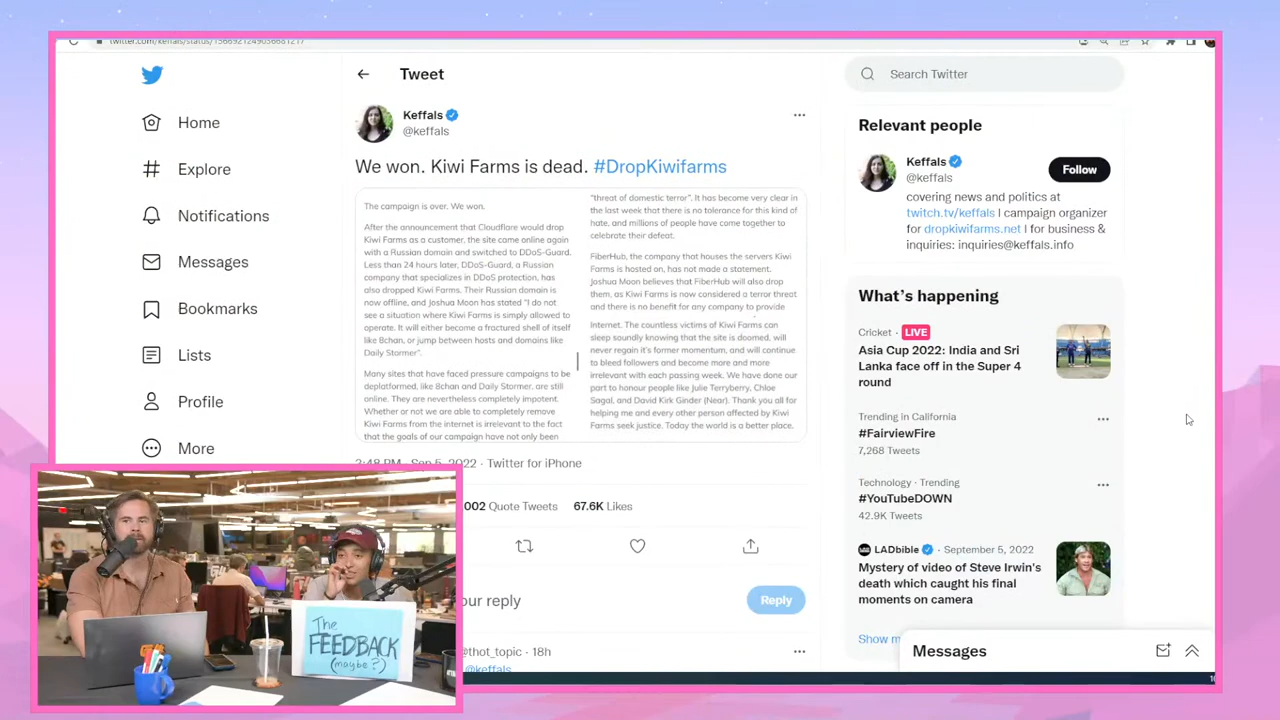 twitter.com/keffals/status/1566921249036681217
Tweet
Search Twitter
Home
Explore
Notifications
Messages
Bookmarks
Lists
Profile
More
Keffals
@keffals
We won. Kiwi Farms is dead. #DropKiwifarms
The campaign is over. We won.
After the announcement that Cloudflare would drop
Kiwi Farms as a customer, the site came online again
with a Russian domain and switched to DDoS-Guard.
Less than 24 hours later, DDoS-Guard, a Russian
company that specializes in DDoS protection, has
also dropped Kiwi Farms. Their Russian domain is
now offline, and Joshua Moon has stated "I do not
see a situation where Kiwi Farms is simply allowed to
operate. It will either become a fractured shell of itself
like 8chan, or jump between hosts and domains like
Daily Stormer".
Many sites that have faced pressure campaigns to be
deplatformed, like 8chan and Daily Stormer, are still
online. They are nevertheless completely impotent.
Whether or not we are able to completely remove
Kiwi Farms from the internet is irrelevant to the fact
that the goals of our campaign have not only been
"threat of domestic terror". It has become very clear in
the last week that there is no tolerance for this kind of
hate, and millions of people have come together to
celebrate their defeat.
FiberHub, the company that houses the servers Kiwi
Farms is hosted on, has not made a statement.
Joshua Moon believes that FiberHub will also drop
them, as Kiwi Farms is now considered a terror threat
and there is no benefit for any company to provide
internet. The countless victims of Kiwi Farms can
sleep soundly knowing that the site is doomed, will
never regain it's former momentum, and will continue
to bleed followers and become more and more
irrelevant with each passing week. We have done our
part to honour people like Julie Terryberry, Chloe
Sagal, and David Kirk Ginder (Near). Thank you all for
helping me and every other person affected by Kiwi
Farms seek justice. Today the world is a better place.
2:48 PM · Sep 5, 2022 · Twitter for iPhone
002 Quote Tweets 67.6K Likes
our reply
Reply
@thot_topic · 18h
@keffals
Relevant people
Keffals
@keffals
Follow
covering news and politics at
twitch.tv/keffals | campaign organizer
for dropkiwifarms.net | for business &
inquiries: inquiries@keffals.info
What's happening
Cricket · LIVE
Asia Cup 2022: India and Sri
Lanka face off in the Super 4
round
Trending in California
#FairviewFire
7,268 Tweets
Technology · Trending
#YouTubeDOWN
42.9K Tweets
LADbible · September 5, 2022
Mystery of video of Steve Irwin's
death which caught his final
moments on camera
Show m
Messages
The
FEEDBACK
(maybe?)